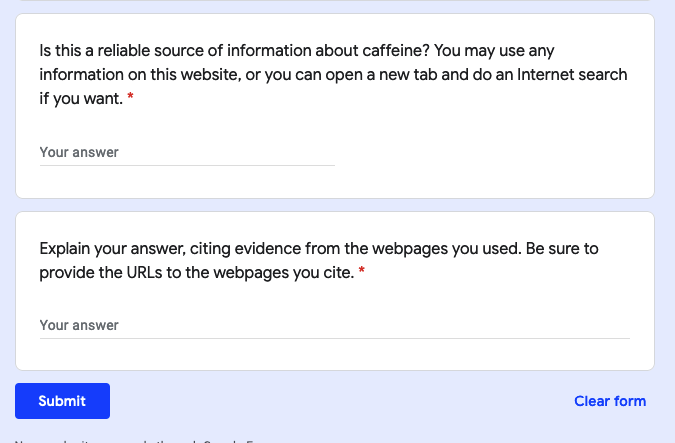 Is this a reliable source of information about caffeine? You may use any
information on this website, or you can open a new tab and do an Internet search
if you want. *
Your answer
Explain your answer, citing evidence from the webpages you used. Be sure to
provide the URLs to the webpages you cite. *
Your answer
Submit
Clear form